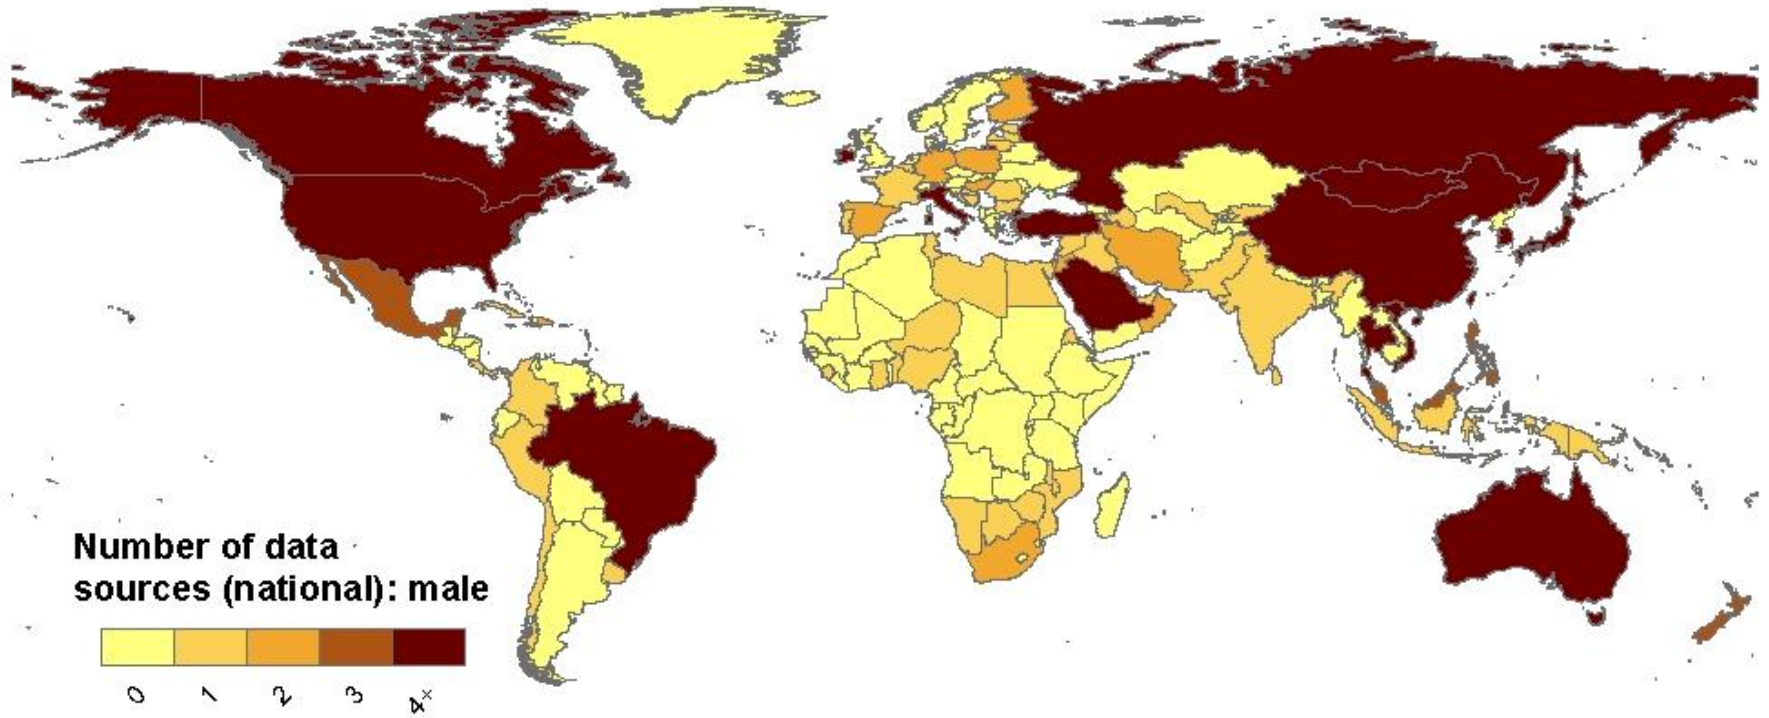 Number of data
sources (national): male
0 1 2 3 4+